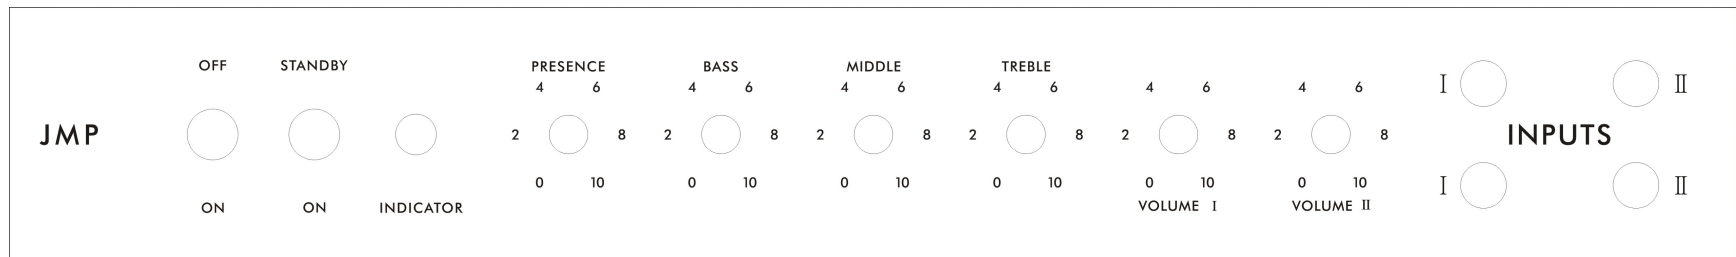 OFF STANDBY PRESENCE BASS MIDDLE TREBLE
4 6 4 6 4 6 4 6 4 6 4 6
I II
JMP 2 8 2 8 2 8 2 8 2 8 2 8 INPUTS
0 10 0 10 0 10 0 10 0 10 0 10
I II
ON ON INDICATOR VOLUME I VOLUME II